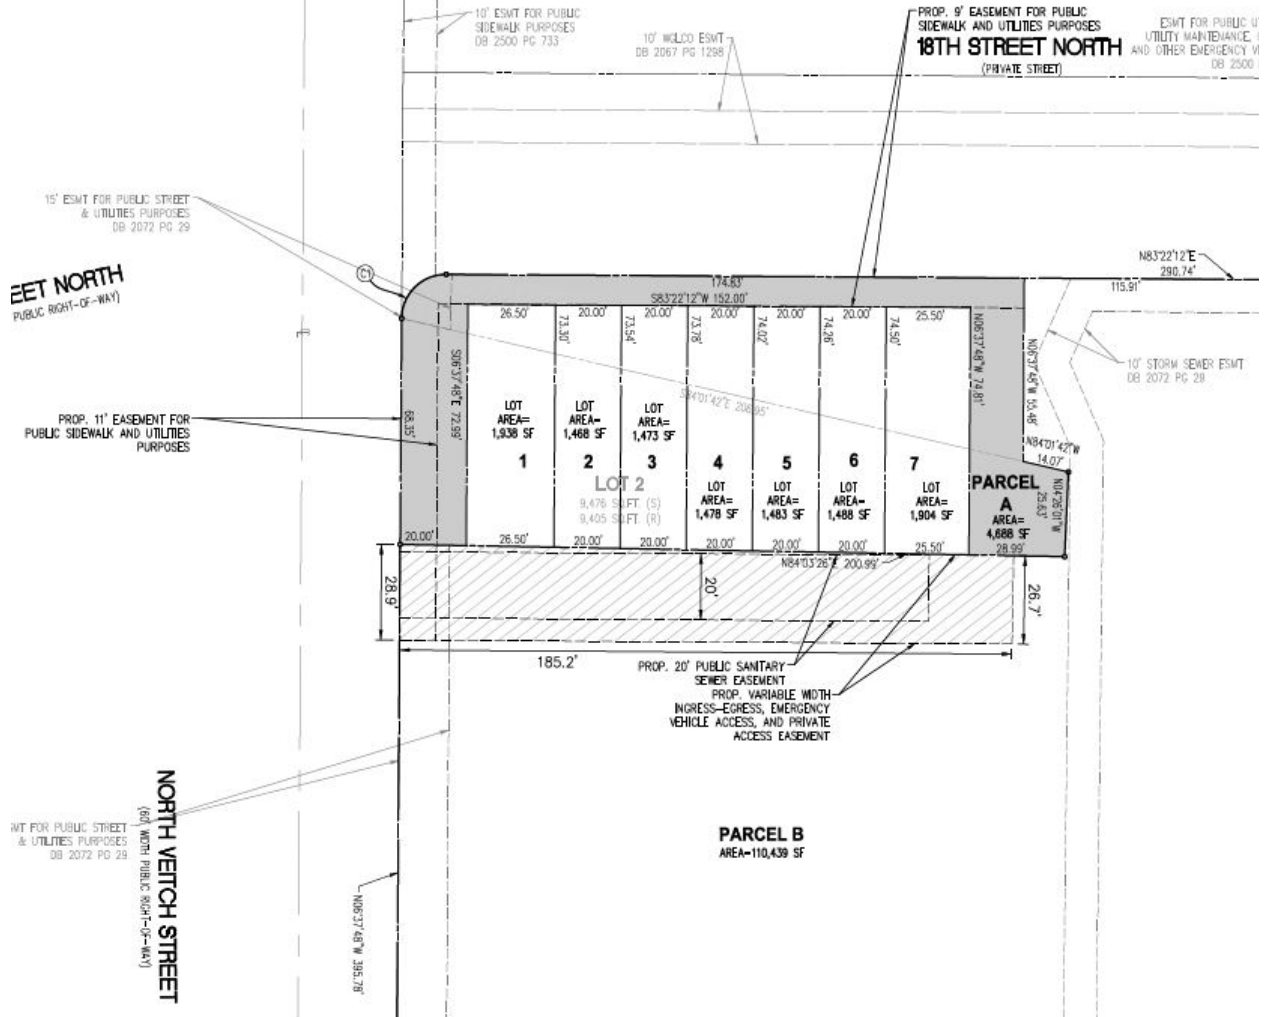 10' ESMT FOR PUBLIC
SIDEWALK PURPOSES
DB 2500 PG 733
10' WGLCO ESMT
DB 2067 PG 1298
PROP. 9' EASEMENT FOR PUBLIC
SIDEWALK AND UTILITIES PURPOSES
18TH STREET NORTH
(PRIVATE STREET)
ESMT FOR PUBLIC
UTILITY MAINTENANCE,
AND OTHER EMERGENCY
DB 2500
15' ESMT FOR PUBLIC STREET
& UTILITIES PURPOSES
DB 2072 PG 29
EET NORTH
PUBLIC RIGHT-OF-WAY)
C1
174.63'
S83°22'12"W 152.00'
N83°22'12"E
290.74'
115.91'
26.50'
20.00'
20.00'
20.00'
20.00'
20.00'
25.50'
73.30'
73.54'
73.78'
74.02'
74.26'
74.50'
S06°37'48"E 72.99'
N06°37'48"W 74.81'
N06°37'48"W 55.48'
10' STORM SEWER ESMT
DB 2072 PG 29
PROP. 11' EASEMENT FOR
PUBLIC SIDEWALK AND UTILITIES
PURPOSES
68.35'
S84°01'42"E 206.95'
N84°01'42"W
14.07'
N04°26'01"W
25.63'
LOT
AREA=
1,938 SF
1
LOT
AREA=
1,468 SF
2
LOT
AREA=
1,473 SF
3
4
LOT
AREA=
1,478 SF
5
LOT
AREA=
1,483 SF
6
LOT
AREA=
1,488 SF
7
LOT
AREA=
1,904 SF
LOT 2
9,476 SQ.FT. (S)
9,405 SQ.FT. (R)
PARCEL
A
AREA=
4,688 SF
20.00'
26.50'
20.00'
20.00'
20.00'
20.00'
20.00'
25.50'
28.99'
N84°03'26"E 200.99'
28.9'
20'
26.7'
185.2'
PROP. 20' PUBLIC SANITARY
SEWER EASEMENT
PROP. VARIABLE WIDTH
INGRESS-EGRESS, EMERGENCY
VEHICLE ACCESS, AND PRIVATE
ACCESS EASEMENT
NORTH VEITCH STREET
(60' WIDTH PUBLIC RIGHT-OF-WAY)
FOR PUBLIC STREET
& UTILITIES PURPOSES
DB 2072 PG 29
N06°37'48"W 395.78'
PARCEL B
AREA=110,439 SF